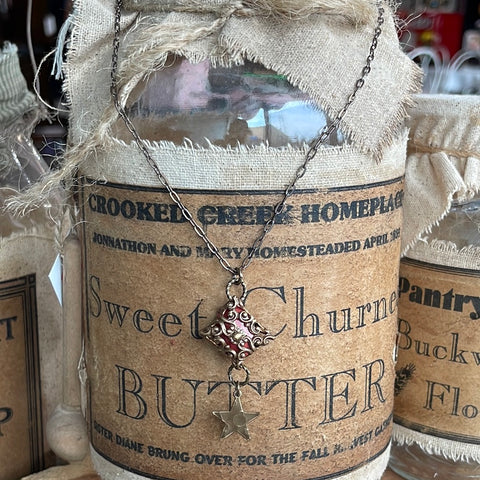 CROOKED CREEK HOMEPLACE
JONNATHON AND MARY HOMESTEADED APRIL
Sweet Churned
BUTTER
SISTER DIANE BRUNG OVER FOR THE FALL HARVEST
Pantry
Buckw
Flo